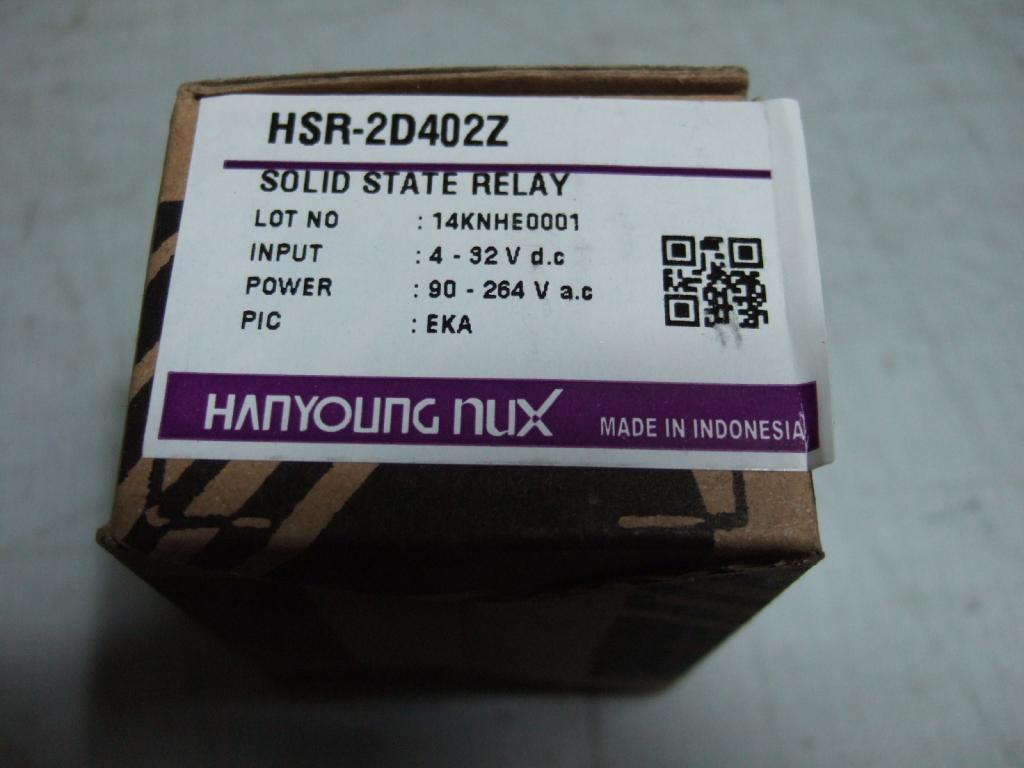 HSR-2D402Z
SOLID STATE RELAY
LOT NO : 14KNHE0001
INPUT : 4 - 32 V d.c
POWER : 90 - 264 V a.c
PIC : EKA
HANYOUNG nux MADE IN INDONESIA